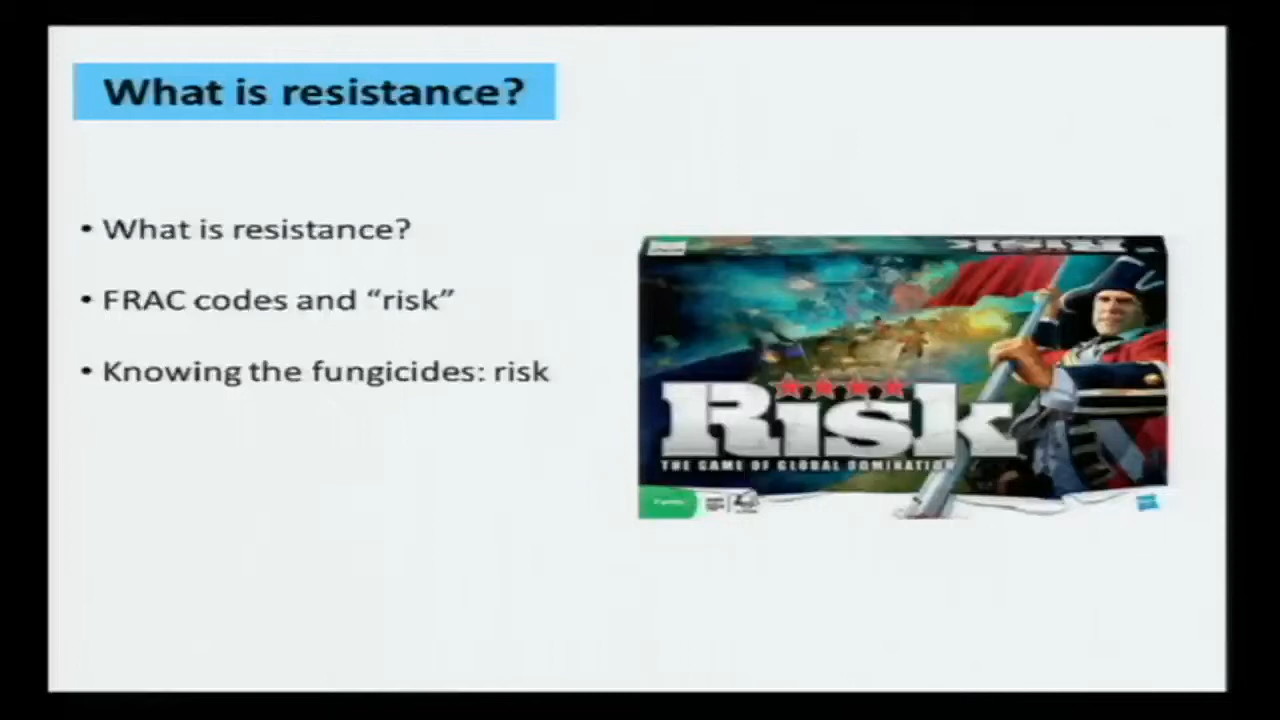 What is resistance?
• What is resistance?
• FRAC codes and “risk”
• Knowing the fungicides: risk
RISK
THE GAME OF GLOBAL DOMINATION